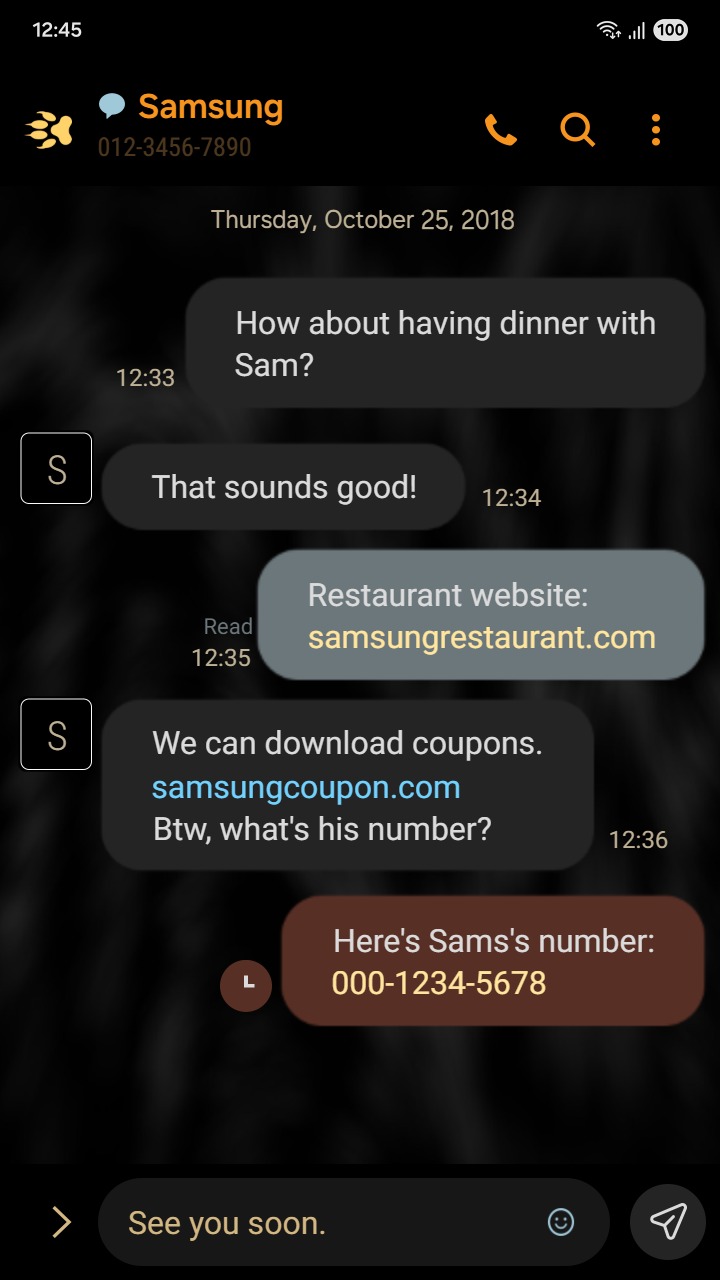 12:45
100
Samsung
012-3456-7890
Thursday, October 25, 2018
How about having dinner with
Sam?
12:33
S
That sounds good!
12:34
Restaurant website:
samsungrestaurant.com
Read
12:35
S
We can download coupons.
samsungcoupon.com
Btw, what's his number?
12:36
Here's Sams's number:
000-1234-5678
See you soon.